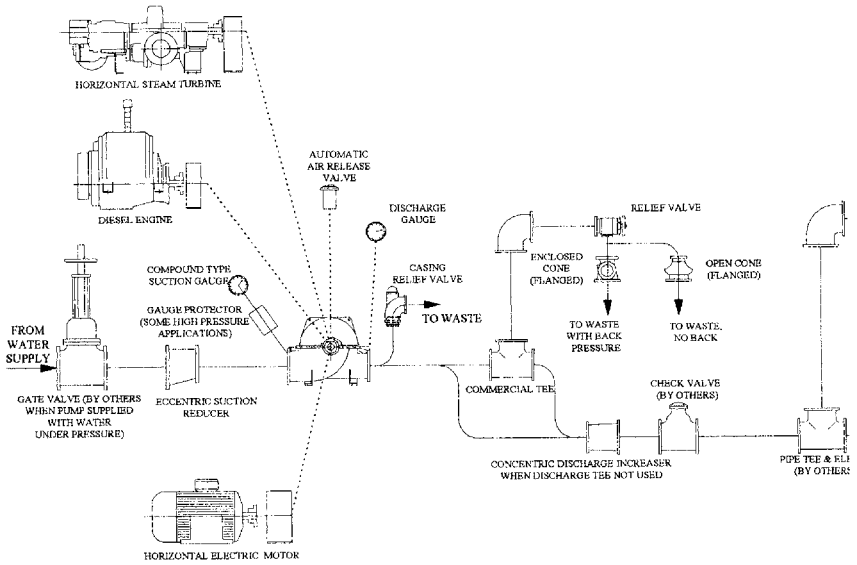 HORIZONTAL STEAM TURBINE
DIESEL ENGINE
AUTOMATIC
AIR RELEASE
VALVE
DISCHARGE
GAUGE
RELIEF VALVE
ENCLOSED
CONE
(FLANGED)
OPEN CONE
(FLANGED)
COMPOUND TYPE
SUCTION GAUGE
CASING
RELIEF VALVE
GAUGE PROTECTOR
(SOME HIGH PRESSURE
APPLICATIONS)
TO WASTE
TO WASTE
WITH BACK
PRESSURE
TO WASTE,
NO BACK
FROM
WATER
SUPPLY
GATE VALVE (BY OTHERS
WHEN PUMP SUPPLIED
WITH WATER
UNDER PRESSURE)
ECCENTRIC SUCTION
REDUCER
COMMERCIAL TEE
CHECK VALVE
(BY OTHERS)
CONCENTRIC DISCHARGE INCREASER
WHEN DISCHARGE TEE NOT USED
PIPE TEE & EL
(BY OTHERS
HORIZONTAL ELECTRIC MOTOR